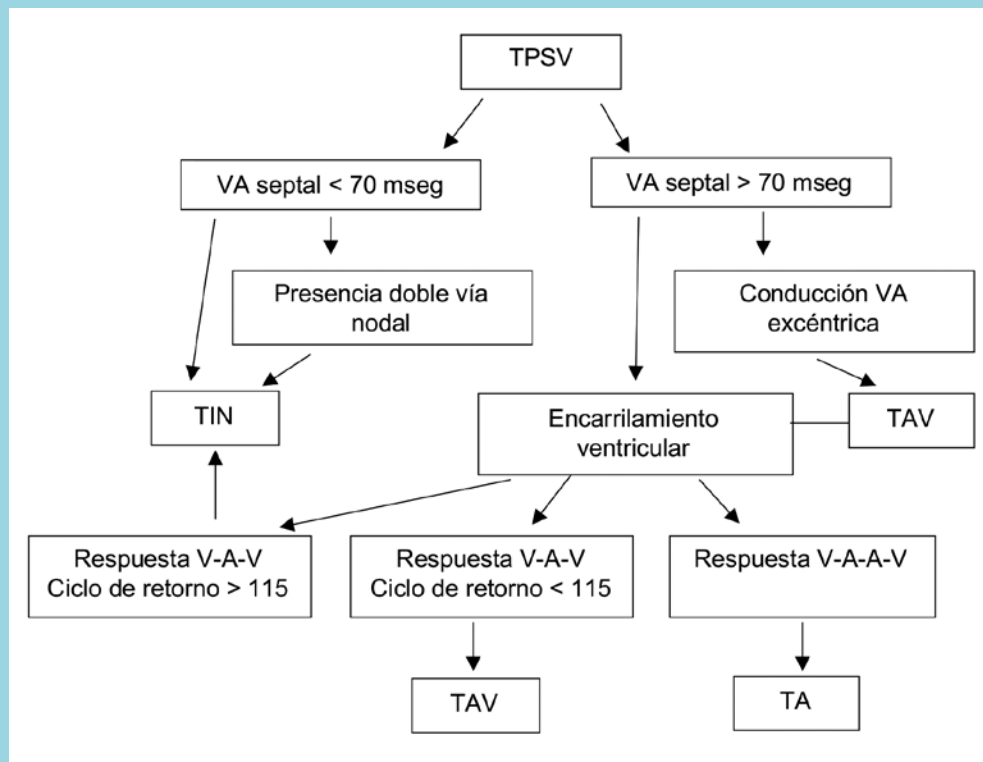 TPSV
VA septal < 70 mseg
VA septal > 70 mseg
Presencia doble vía
nodal
Conducción VA
excéntrica
TIN
Encarrilamiento
ventricular
TAV
Respuesta V-A-V
Ciclo de retorno > 115
Respuesta V-A-V
Ciclo de retorno < 115
Respuesta V-A-A-V
TAV
TA